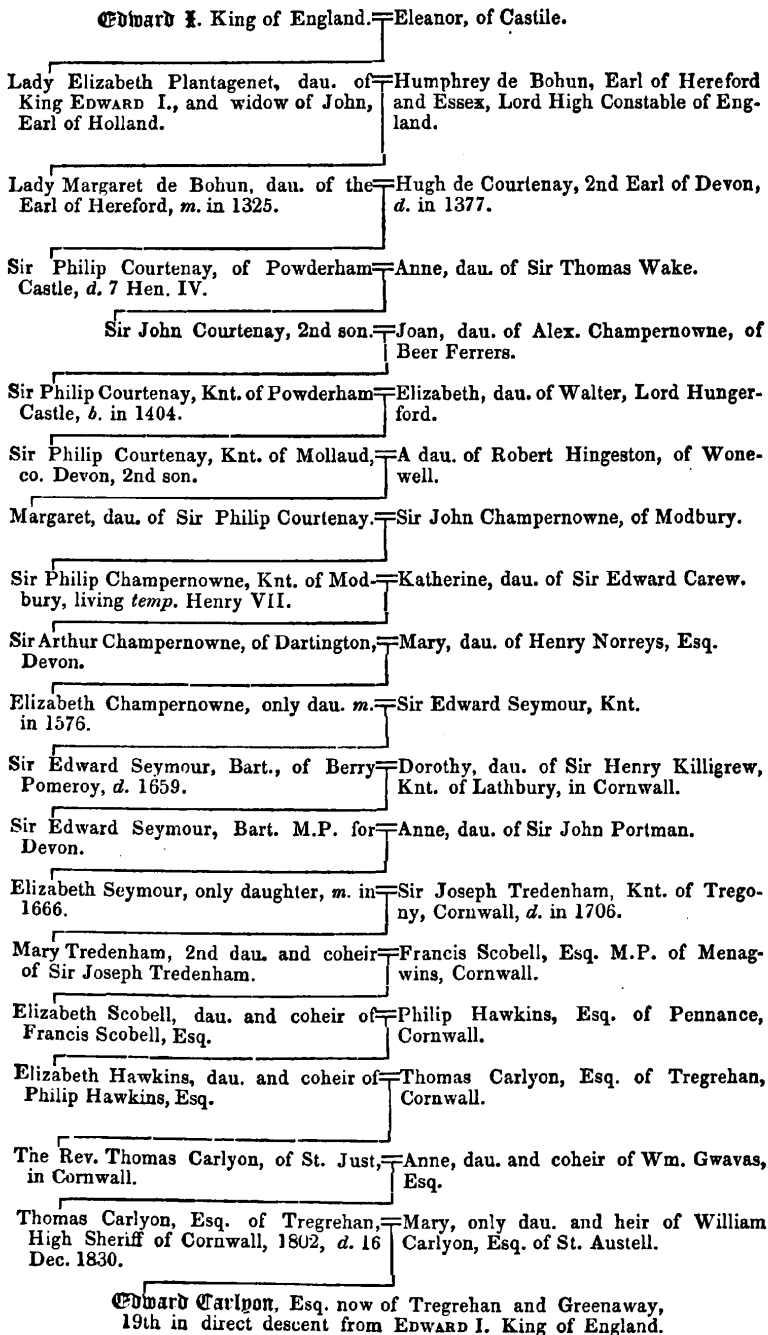 Edward I. King of England.=Eleanor, of Castile.
Lady Elizabeth Plantagenet, dau. of=Humphrey de Bohun, Earl of Hereford
King EDWARD I., and widow of John, and Essex, Lord High Constable of Eng-
Earl of Holland. land.
Lady Margaret de Bohun, dau. of the=Hugh de Courtenay, 2nd Earl of Devon,
Earl of Hereford, m. in 1325. d. in 1377.
Sir Philip Courtenay, of Powderham=Anne, dau. of Sir Thomas Wake.
Castle, d. 7 Hen. IV.
Sir John Courtenay, 2nd son.=Joan, dau. of Alex. Champernowne, of
Beer Ferrers.
Sir Philip Courtenay, Knt. of Powderham=Elizabeth, dau. of Walter, Lord Hunger-
Castle, b. in 1404. ford.
Sir Philip Courtenay, Knt. of Mollaud,=A dau. of Robert Hingeston, of Wone-
co. Devon, 2nd son. well.
Margaret, dau. of Sir Philip Courtenay.=Sir John Champernowne, of Modbury.
Sir Philip Champernowne, Knt. of Mod-=Katherine, dau. of Sir Edward Carew.
bury, living temp. Henry VII.
Sir Arthur Champernowne, of Dartington,=Mary, dau. of Henry Norreys, Esq.
Devon.
Elizabeth Champernowne, only dau. m.=Sir Edward Seymour, Knt.
in 1576.
Sir Edward Seymour, Bart., of Berry=Dorothy, dau. of Sir Henry Killigrew,
Pomeroy, d. 1659. Knt. of Lathbury, in Cornwall.
Sir Edward Seymour, Bart. M.P. for=Anne, dau. of Sir John Portman.
Devon.
Elizabeth Seymour, only daughter, m. in=Sir Joseph Tredenham, Knt. of Trego-
1666. ny, Cornwall, d. in 1706.
Mary Tredenham, 2nd dau. and coheir=Francis Scobell, Esq. M.P. of Menag-
of Sir Joseph Tredenham. wins, Cornwall.
Elizabeth Scobell, dau. and coheir of=Philip Hawkins, Esq. of Pennance,
Francis Scobell, Esq. Cornwall.
Elizabeth Hawkins, dau. and coheir of=Thomas Carlyon, Esq. of Tregrehan,
Philip Hawkins, Esq. Cornwall.
The Rev. Thomas Carlyon, of St. Just,=Anne, dau. and coheir of Wm. Gwavas,
in Cornwall. Esq.
Thomas Carlyon, Esq. of Tregrehan,=Mary, only dau. and heir of William
High Sheriff of Cornwall, 1802, d. 16 Carlyon, Esq. of St. Austell.
Dec. 1830.
Edward Carlyon, Esq. now of Tregrehan and Greenaway,
19th in direct descent from EDWARD I. King of England.